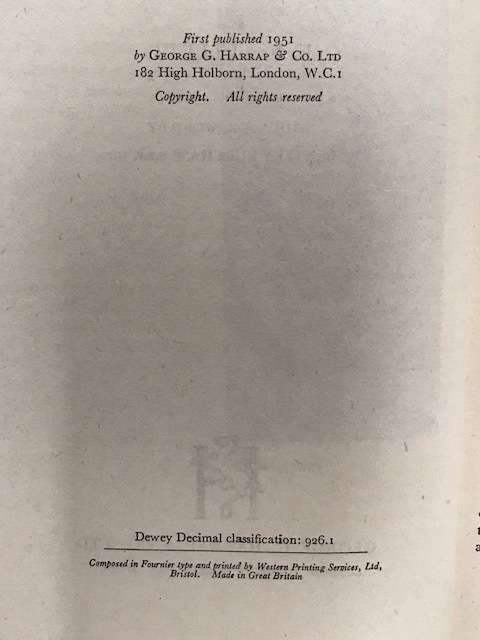 First published 1951
by GEORGE G. HARRAP & Co. LTD
182 High Holborn, London, W.C.1
Copyright. All rights reserved
Dewey Decimal classification: 926.1
Composed in Fournier type and printed by Western Printing Services, Ltd,
Bristol. Made in Great Britain